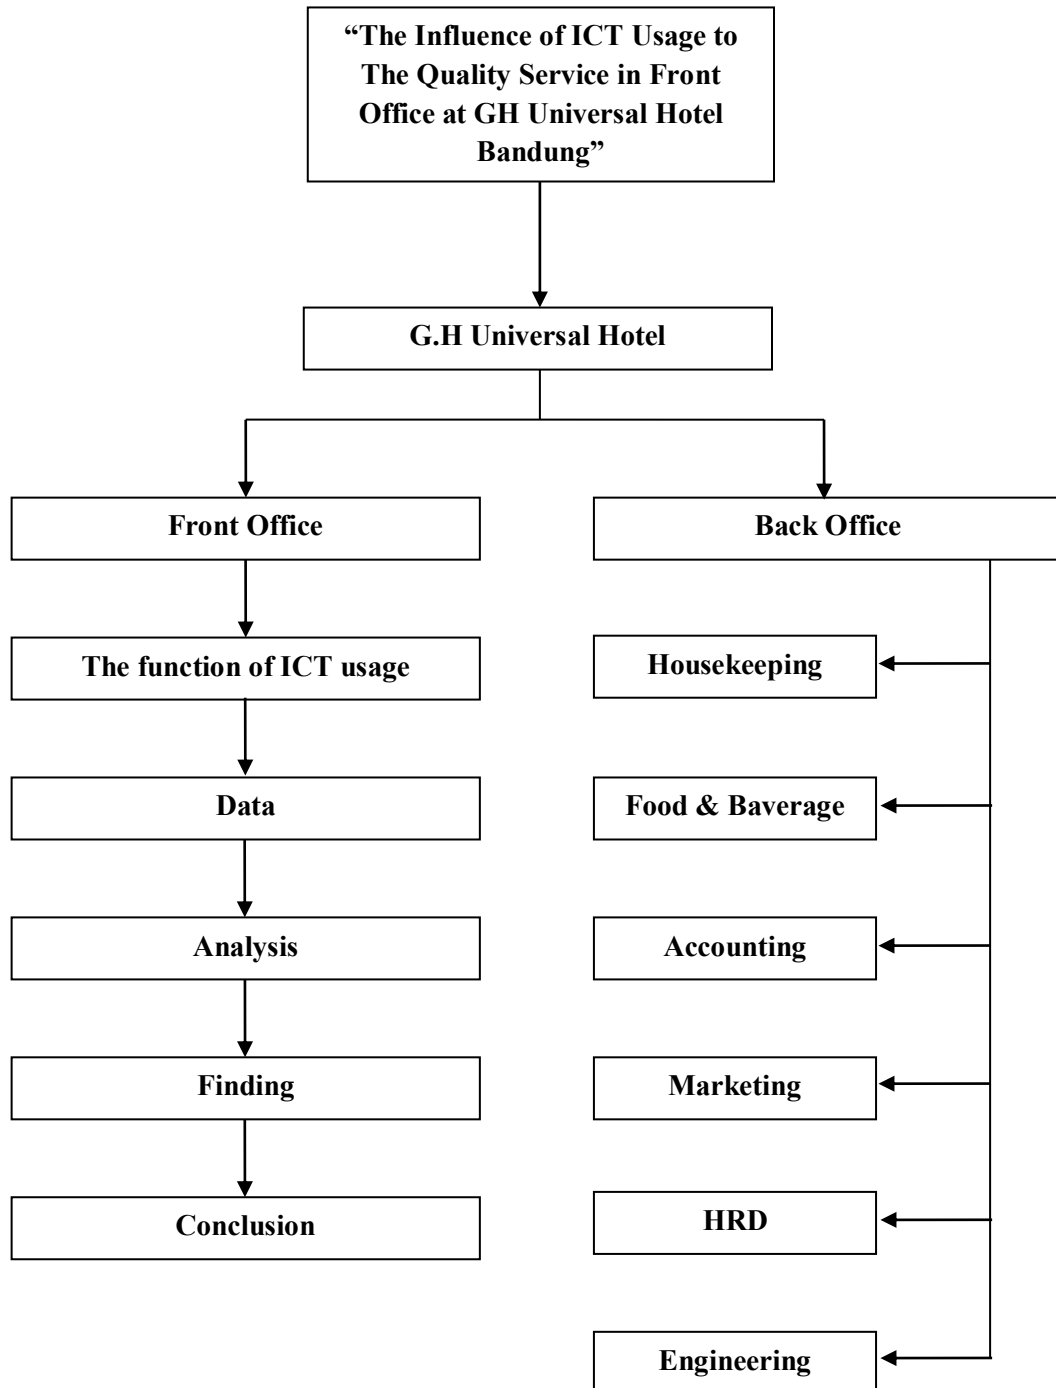 “The Influence of ICT Usage to
The Quality Service in Front
Office at GH Universal Hotel
Bandung”
G.H Universal Hotel
Front Office
Back Office
The function of ICT usage
Housekeeping
Data
Food & Baverage
Analysis
Accounting
Finding
Marketing
Conclusion
HRD
Engineering